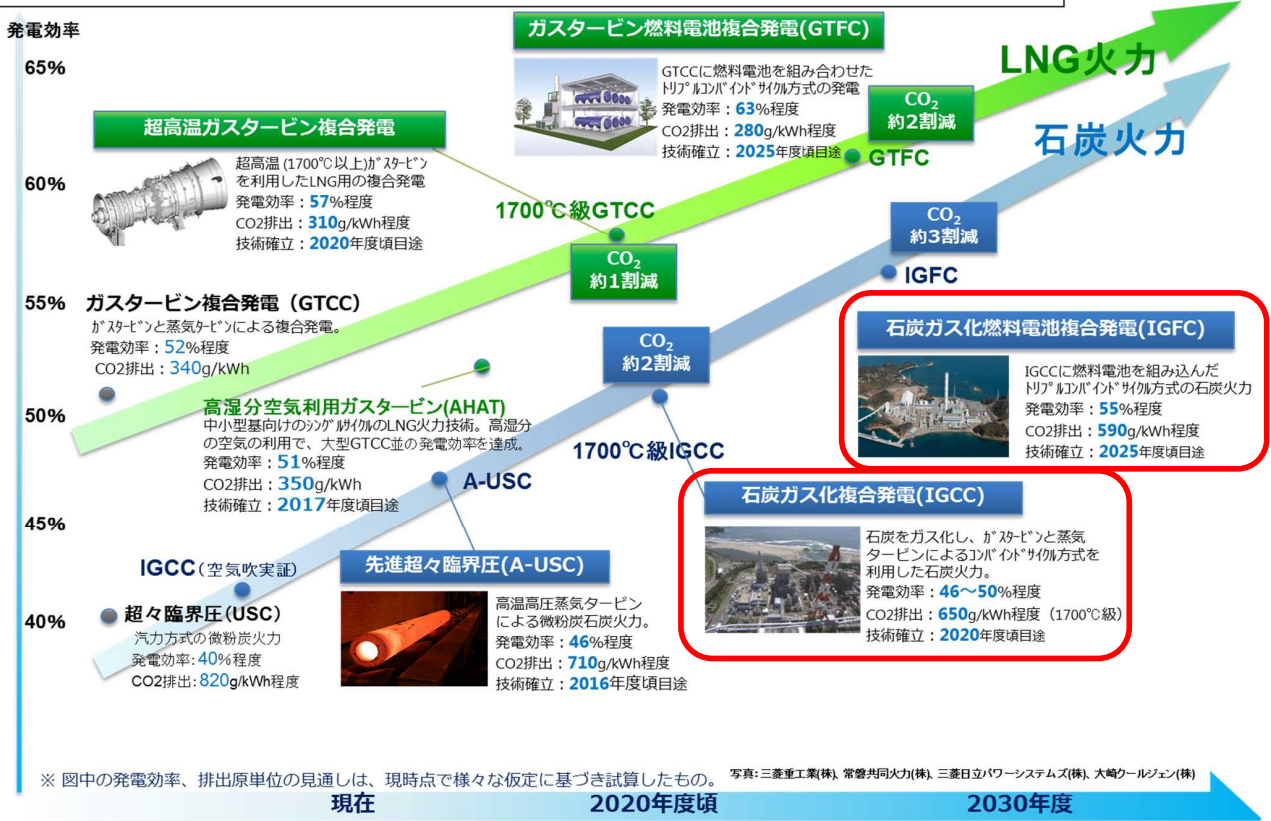 発電効率
65%
60%
55%
50%
45%
40%
ガスタービン燃料電池複合発電(GTFC)
GTCCに燃料電池を組み合わせた
ﾄﾘﾌﾟﾙｺﾝﾊﾞｲﾝﾄﾞｻｲｸﾙ方式の発電
発電効率：63%程度
CO2排出：280g/kWh程度
技術確立：2025年度頃目途
LNG火力
石炭火力
CO2
約2割減
GTFC
超高温ガスタービン複合発電
超高温(1700℃以上)ｶﾞｽﾀｰﾋﾞﾝ
を利用したLNG用の複合発電
発電効率：57%程度
CO2排出：310g/kWh程度
技術確立：2020年度頃目途
1700℃級GTCC
CO2
約1割減
CO2
約3割減
IGFC
ガスタービン複合発電（GTCC）
ｶﾞｽﾀｰﾋﾞﾝと蒸気ﾀｰﾋﾞﾝによる複合発電。
発電効率：52%程度
CO2排出：340g/kWh
CO2
約2割減
1700℃級IGCC
石炭ガス化燃料電池複合発電(IGFC)
IGCCに燃料電池を組み込んだ
ﾄﾘﾌﾟﾙｺﾝﾊﾞｲﾝﾄﾞｻｲｸﾙ方式の石炭火力
発電効率：55%程度
CO2排出：590g/kWh程度
技術確立：2025年度頃目途
高湿分空気利用ガスタービン(AHAT)
中小型基向けのｼﾝｸﾞﾙｻｲｸﾙのLNG火力技術。高湿分
の空気の利用で、大型GTCC並の発電効率を達成。
発電効率：51%程度
CO2排出：350g/kWh
技術確立：2017年度頃目途
A-USC
石炭ガス化複合発電(IGCC)
石炭をガス化し、ｶﾞｽﾀｰﾋﾞﾝと蒸気
タービンによるｺﾝﾊﾞｲﾝﾄﾞｻｲｸﾙ方式を
利用した石炭火力。
発電効率：46～50%程度
CO2排出：650g/kWh程度（1700℃級）
技術確立：2020年度頃目途
IGCC（空気吹実証）
先進超々臨界圧(A-USC)
高温高圧蒸気タービン
による微粉炭石炭火力。
発電効率：46%程度
CO2排出：710g/kWh程度
技術確立：2016年度頃目途
超々臨界圧(USC)
汽力方式の微粉炭火力
発電効率：40%程度
CO2排出：820g/kWh程度
※ 図中の発電効率、排出原単位の見通しは、現時点で様々な仮定に基づき試算したもの。
写真：三菱重工業(株)、常磐共同火力(株)、三菱日立パワーシステムズ(株)、大崎クールジェン(株)
現在
2020年度頃
2030年度